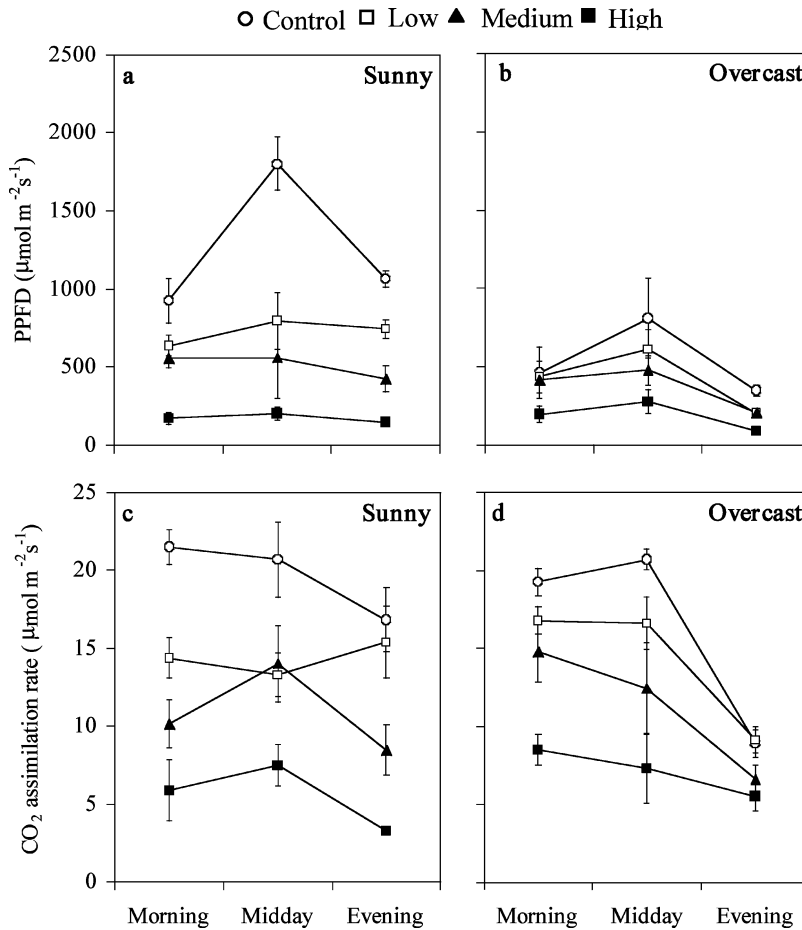 Control Low Medium High
a Sunny
b Overcast
2500
2000
1500
1000
500
0
PPFD (μmol m⁻²s⁻¹)
c Sunny
d Overcast
25
20
15
10
5
0
CO₂ assimilation rate ( μmol m⁻²s⁻¹)
Morning Midday Evening
Morning Midday Evening